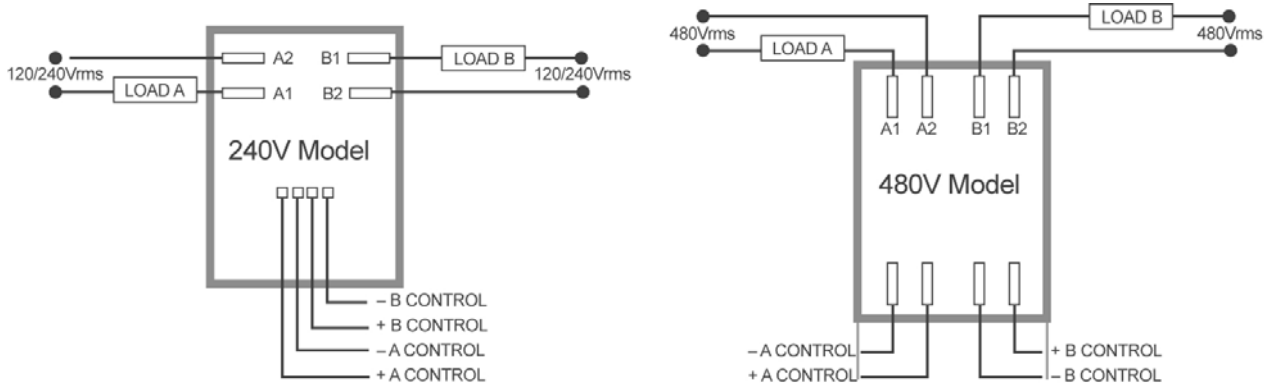 A2 B1 LOAD B
120/240Vrms 120/240Vrms
LOAD A A1 B2
240V Model
– B CONTROL
+ B CONTROL
– A CONTROL
+ A CONTROL
LOAD B
480Vrms 480Vrms
LOAD A
A1 A2 B1 B2
480V Model
– A CONTROL + B CONTROL
+ A CONTROL – B CONTROL